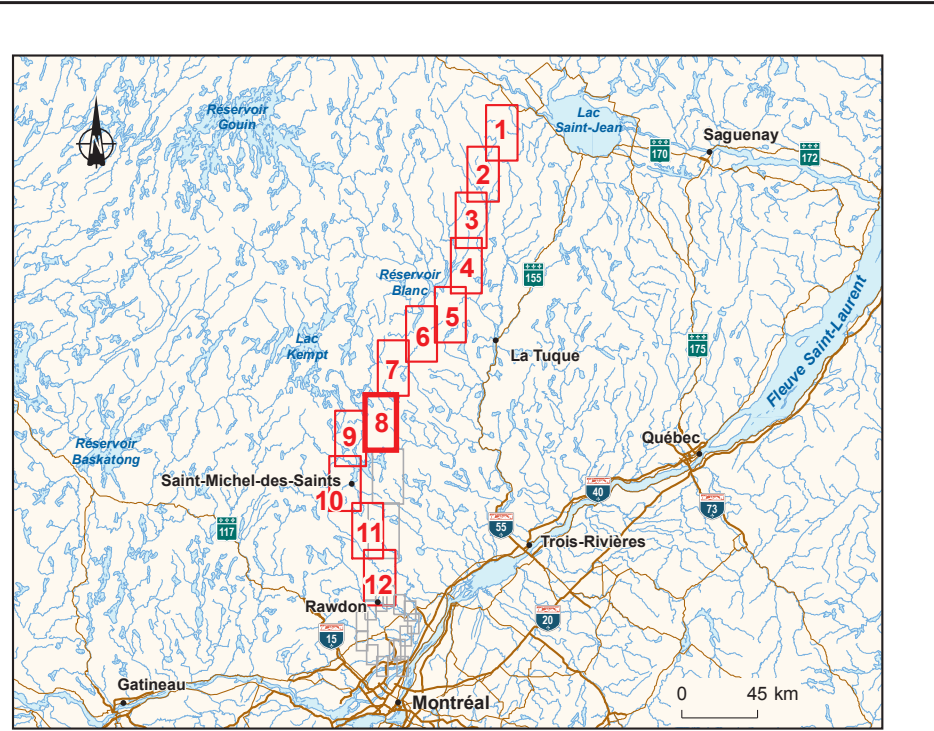 Réservoir
Gouin
Lac
Saint-Jean
Saguenay
1
170
172
2
3
N
4
155
Réservoir
Blanc
5
6
Lac
Kempt
La Tuque
175
7
Fleuve Saint-Laurent
8
9
Réservoir
Baskatong
Québec
Saint-Michel-des-Saints
10
40
73
11
117
55
Trois-Rivières
12
Rawdon
20
15
Gatineau
Montréal
0 45 km